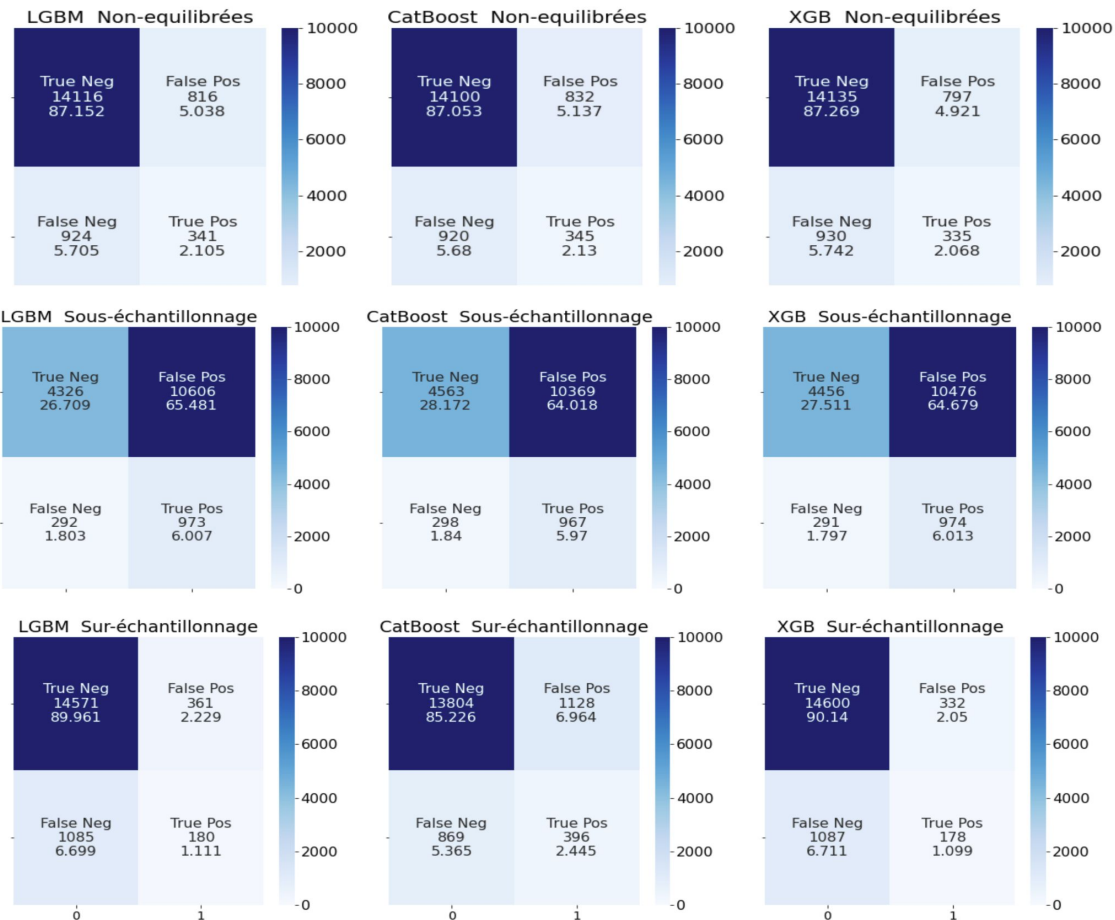 LGBM Non-equilibrées
True Neg
14116
87.152
False Pos
816
5.038
False Neg
924
5.705
True Pos
341
2.105
10000
8000
6000
4000
2000
CatBoost Non-equilibrées
True Neg
14100
87.053
False Pos
832
5.137
False Neg
920
5.68
True Pos
345
2.13
10000
8000
6000
4000
2000
XGB Non-equilibrées
True Neg
14135
87.269
False Pos
797
4.921
False Neg
930
5.742
True Pos
335
2.068
10000
8000
6000
4000
2000
LGBM Sous-échantillonnage
True Neg
4326
26.709
False Pos
10606
65.481
False Neg
292
1.803
True Pos
973
6.007
10000
8000
6000
4000
2000
0
CatBoost Sous-échantillonnage
True Neg
4563
28.172
False Pos
10369
64.018
False Neg
298
1.84
True Pos
967
5.97
10000
8000
6000
4000
2000
0
XGB Sous-échantillonnage
True Neg
4456
27.511
False Pos
10476
64.679
False Neg
291
1.797
True Pos
974
6.013
10000
8000
6000
4000
2000
0
LGBM Sur-échantillonnage
True Neg
14571
89.961
False Pos
361
2.229
False Neg
1085
6.699
True Pos
180
1.111
0 1
10000
8000
6000
4000
2000
0
CatBoost Sur-échantillonnage
True Neg
13804
85.226
False Pos
1128
6.964
False Neg
869
5.365
True Pos
396
2.445
0 1
10000
8000
6000
4000
2000
0
XGB Sur-échantillonnage
True Neg
14600
90.14
False Pos
332
2.05
False Neg
1087
6.711
True Pos
178
1.099
0 1
10000
8000
6000
4000
2000
0